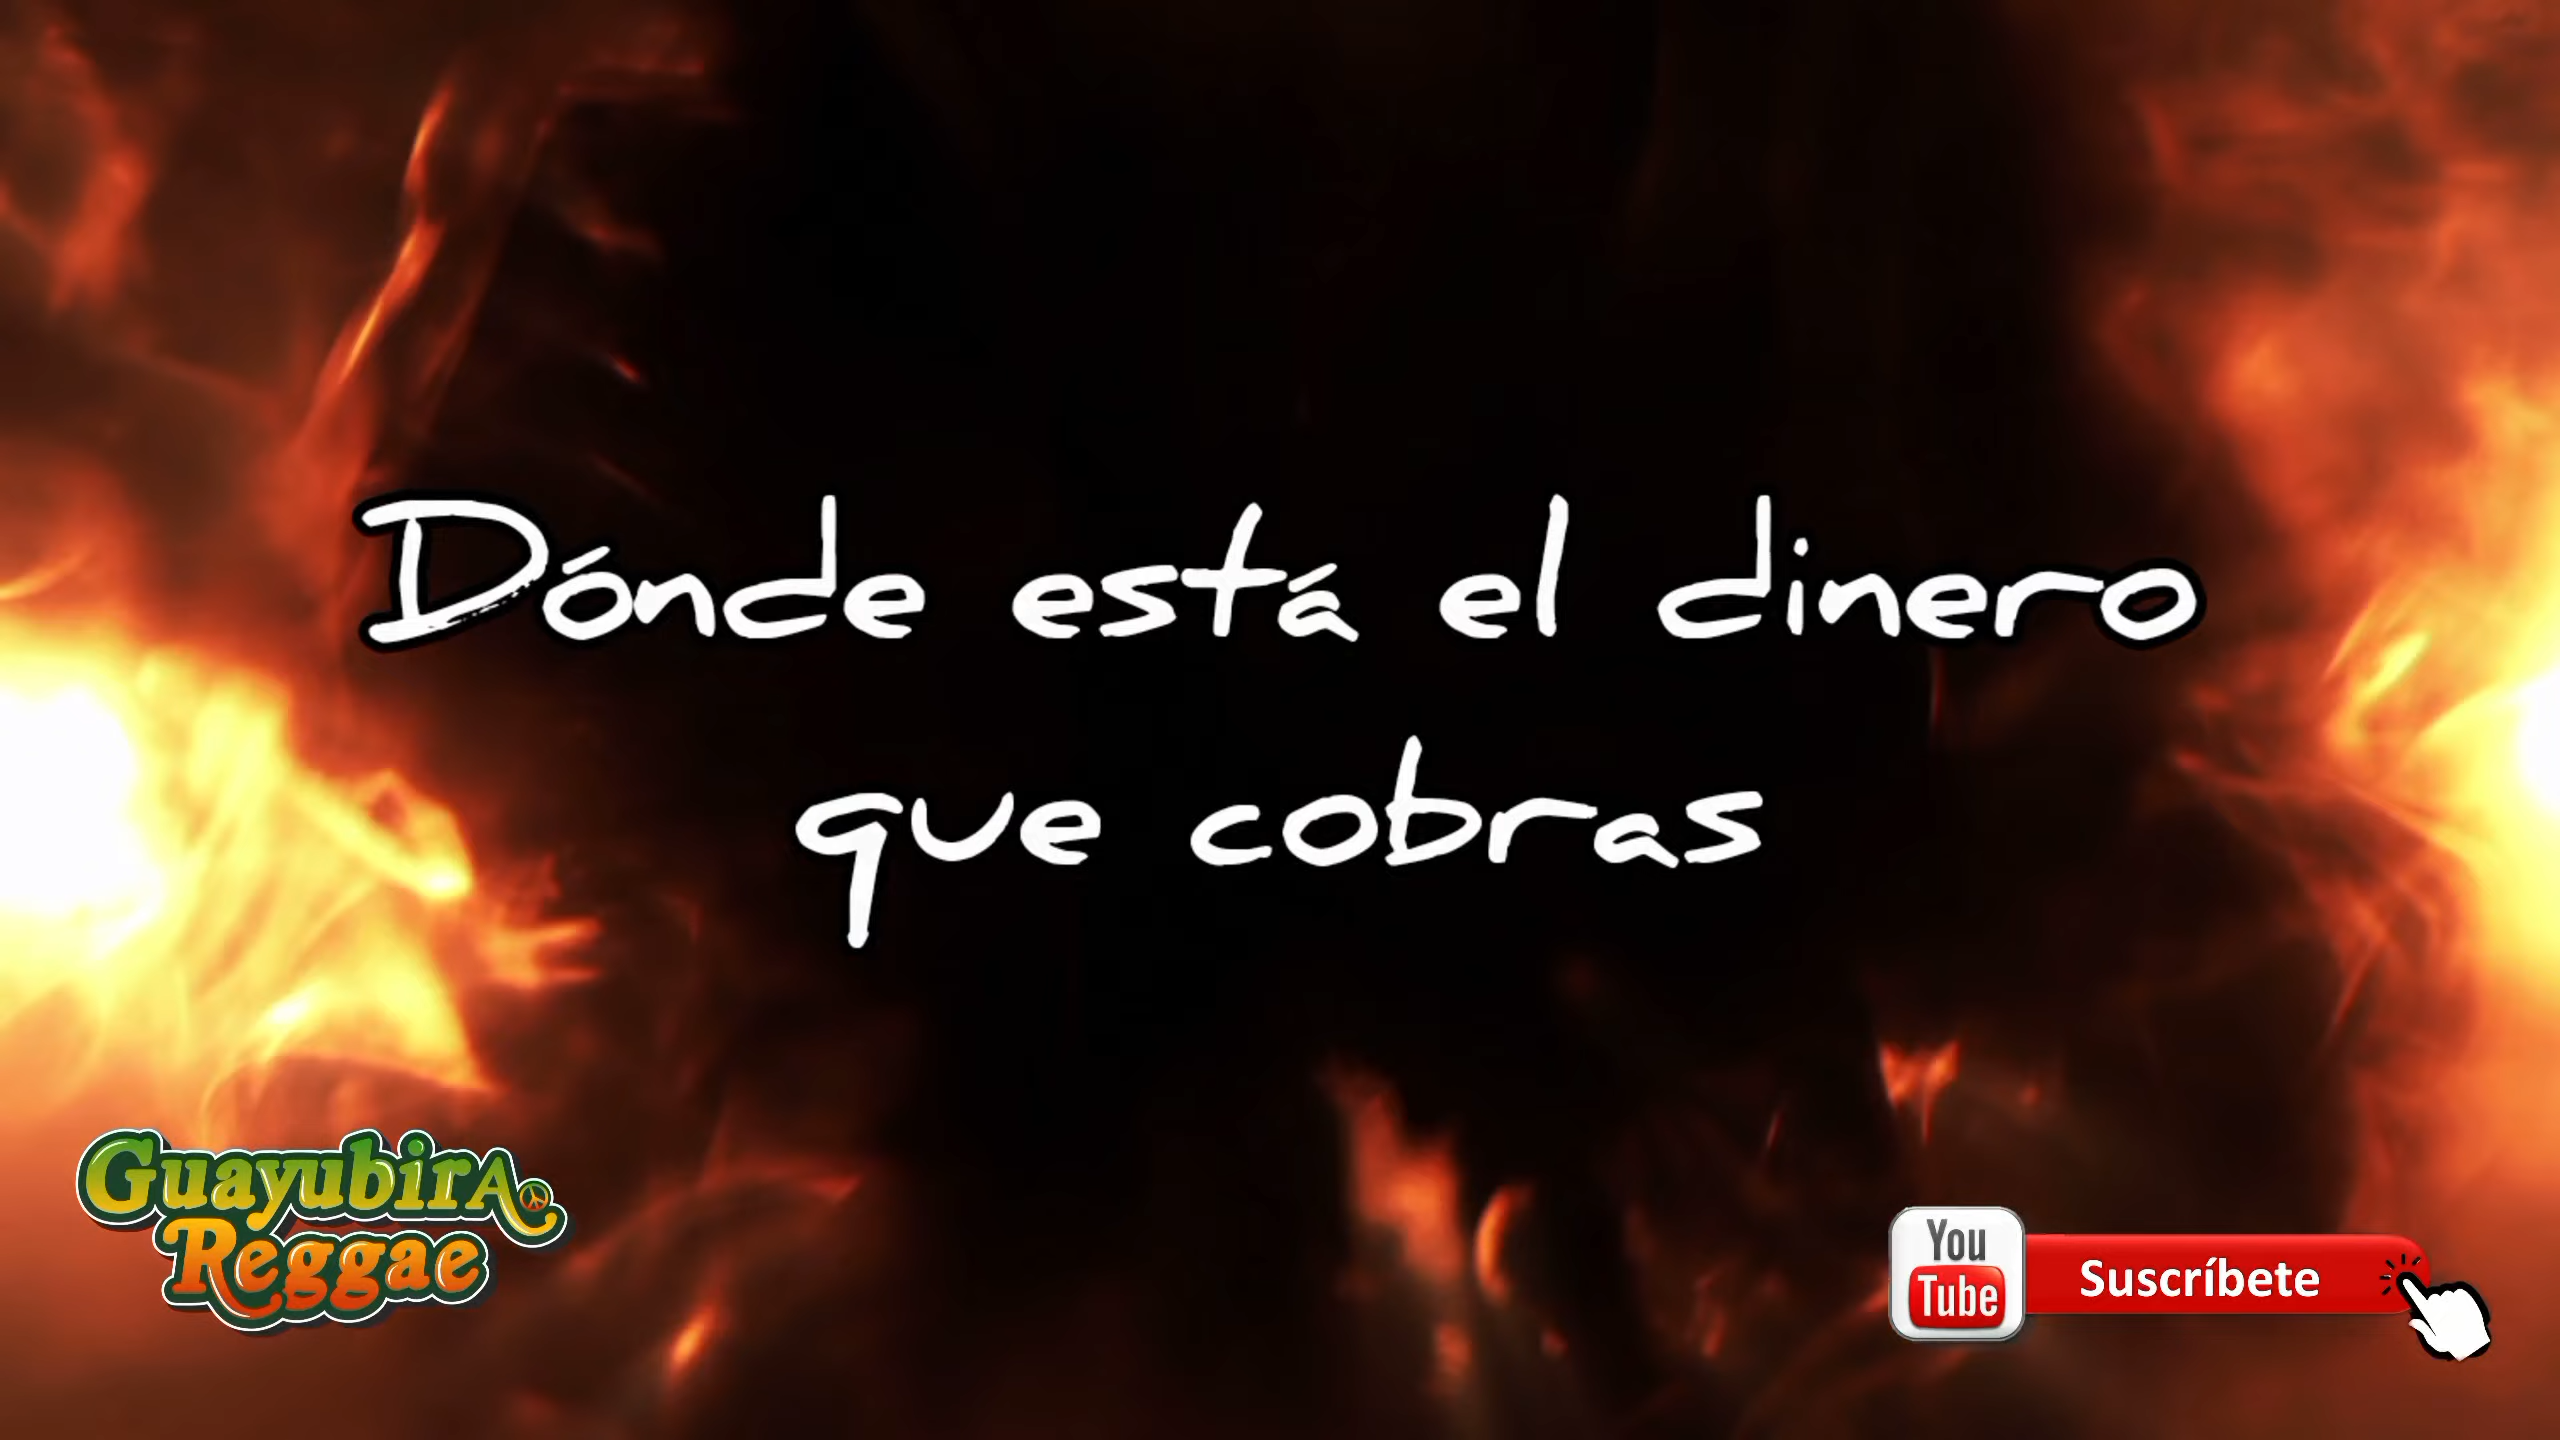 Dónde está el dinero
que cobras
GuayubirA
Reggae
You
Tube
Suscríbete